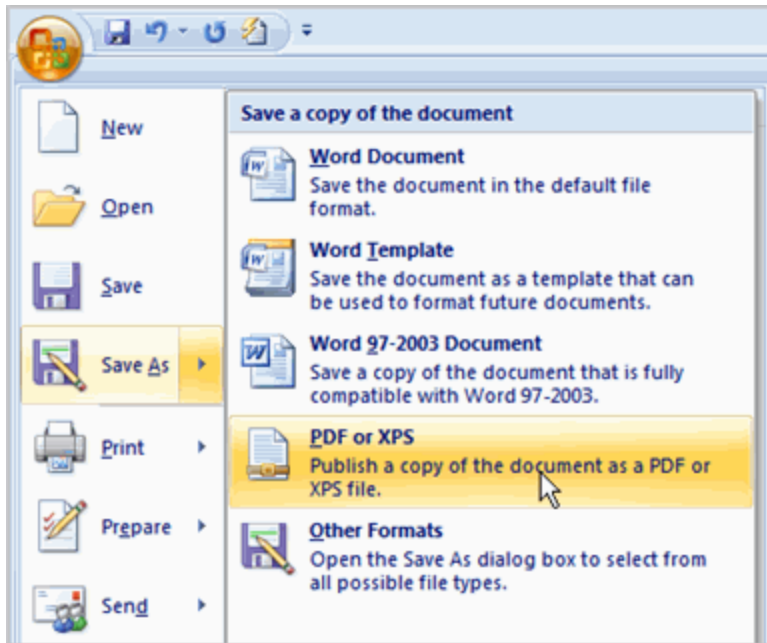 New
Open
Save
Save As
Print
Prepare
Send
Save a copy of the document
Word Document
Save the document in the default file
format.
Word Template
Save the document as a template that can
be used to format future documents.
Word 97-2003 Document
Save a copy of the document that is fully
compatible with Word 97-2003.
PDF or XPS
Publish a copy of the document as a PDF or
XPS file.
Other Formats
Open the Save As dialog box to select from
all possible file types.